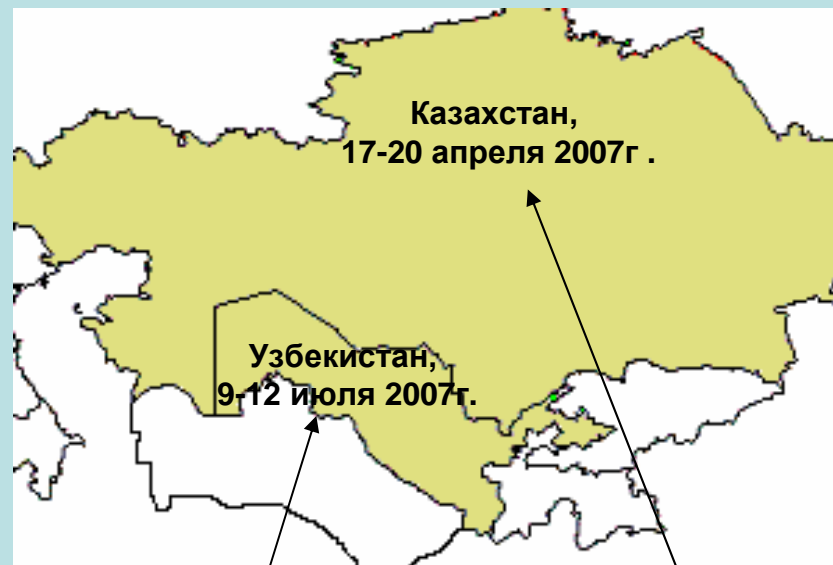 Казахстан,
17-20 апреля 2007г .
Узбекистан,
9-12 июля 2007г.